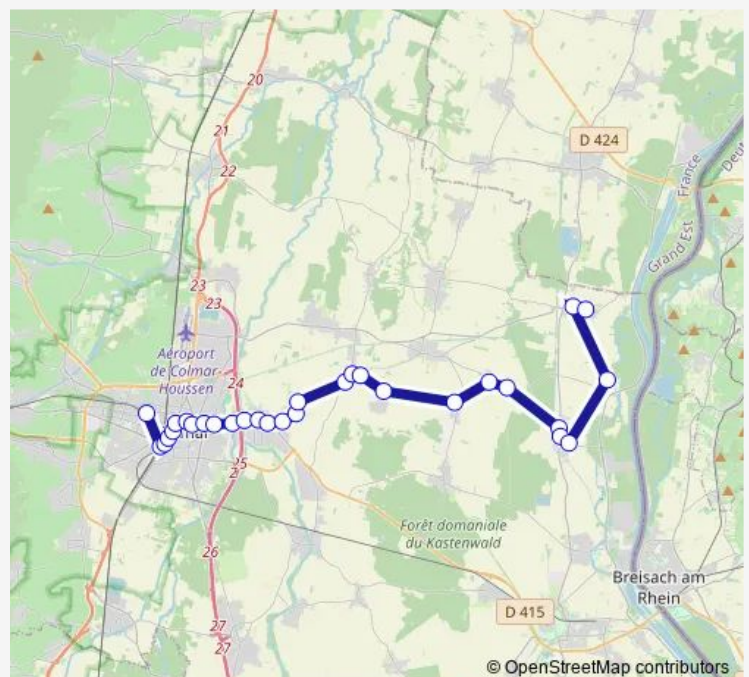 20
21
D 424
22
France
Grand Est
23
23
Aéroport
de Colmar
Houssen
24
25
26
Forêt domaniale
du Kastenwald
Breisach am
Rhein
D 415
27
27
© OpenStreetMap contributors